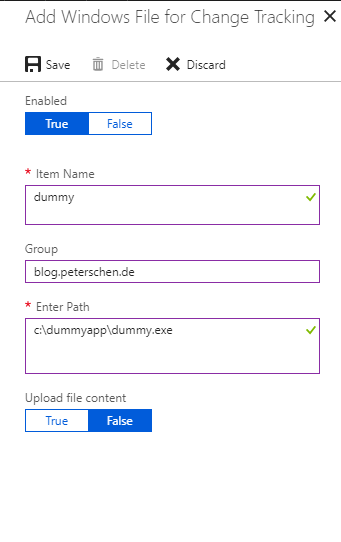 Add Windows File for Change Tracking
Save Delete Discard
Enabled
True False
* Item Name
dummy
Group
blog.peterschen.de
* Enter Path
c:\dummyapp\dummy.exe
Upload file content
True False